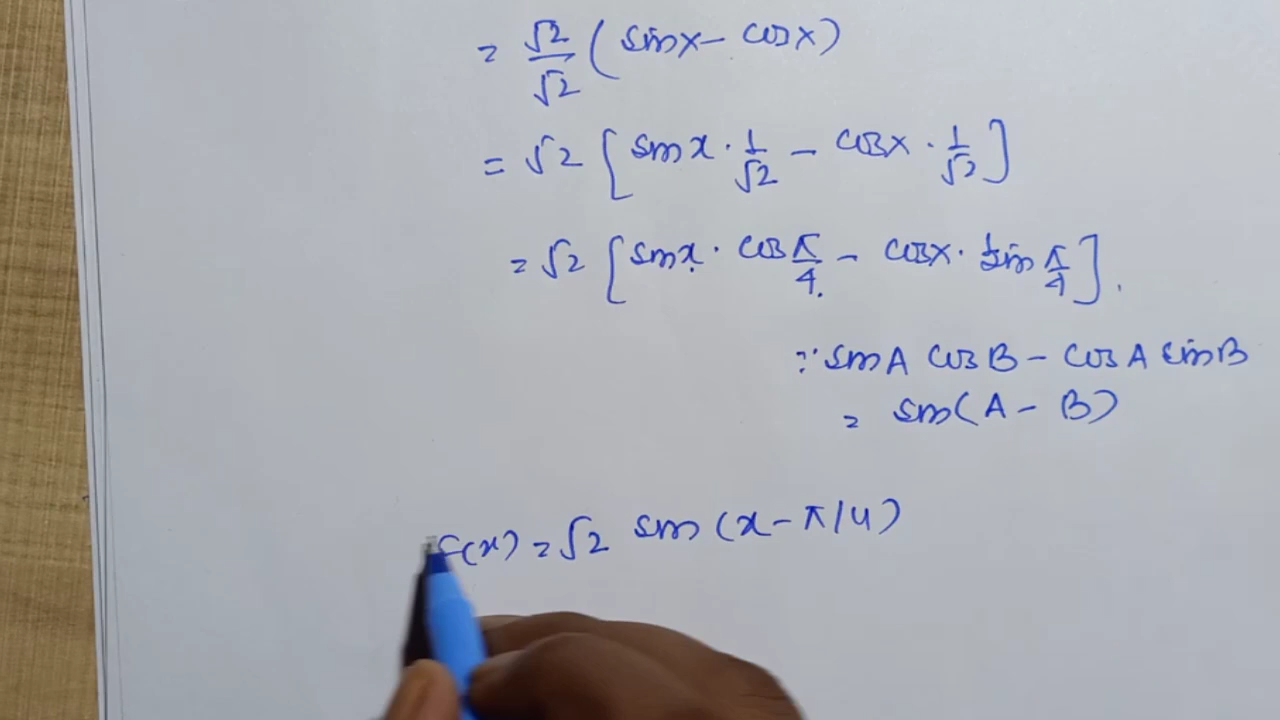 = √2/√2 (sinx - cosx)
= √2 [sinx · 1/√2 - cosx · 1/√2]
= √2 [sinx · cos π/4 - cosx · sin π/4].
∵ sinA cosB - cosA sinB
= sin(A - B)
f(x) = √2 sin(x - π/4)